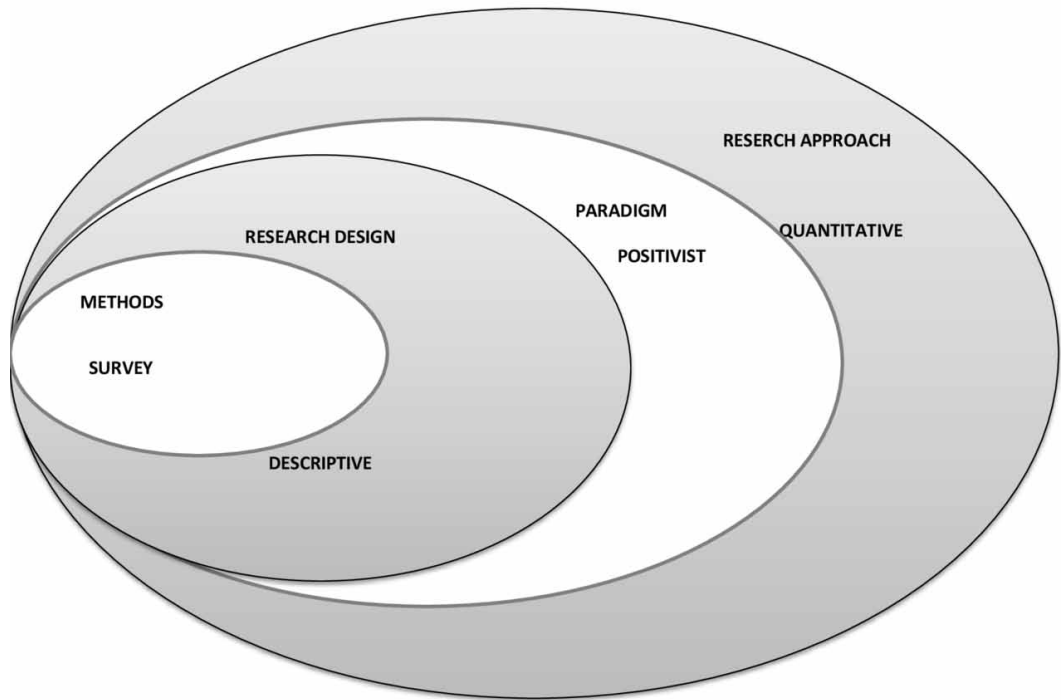 RESERCH APPROACH
PARADIGM
QUANTITATIVE
RESEARCH DESIGN
POSITIVIST
METHODS
SURVEY
DESCRIPTIVE